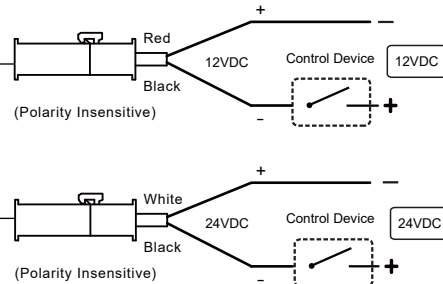 Red
+
−
12VDC
Control Device
12VDC
Black
−
+
(Polarity Insensitive)
White
+
−
24VDC
Control Device
24VDC
Black
−
+
(Polarity Insensitive)